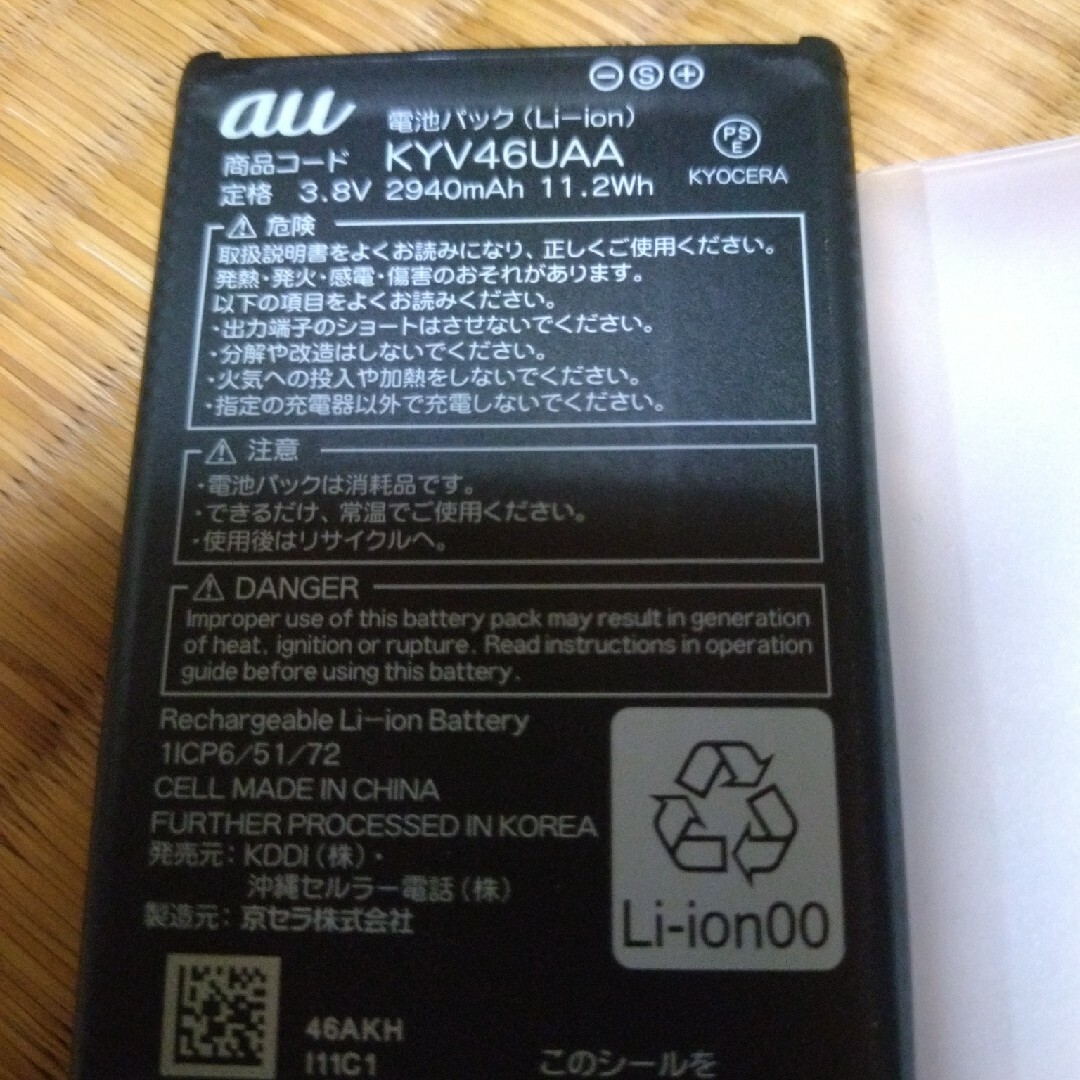 au
電池パック(Li-ion)
商品コード KYV46UAA
定格 3.8V 2940mAh 11.2Wh
PS
E
KYOCERA
危険
取扱説明書をよくお読みになり、正しくご使用ください。
発熱・発火・感電・傷害のおそれがあります。
以下の項目をよくお読みください。
・出力端子のショートはさせないでください。
・分解や改造はしないでください。
・火気への投入や加熱をしないでください。
・指定の充電器以外で充電しないでください。
注意
・電池パックは消耗品です。
・できるだけ、常温でご使用ください。
・使用後はリサイクルへ。
DANGER
Improper use of this battery pack may result in generation
of heat, ignition or rupture. Read instructions in operation
guide before using this battery.
Rechargeable Li-ion Battery
1ICP6/51/72
CELL MADE IN CHINA
FURTHER PROCESSED IN KOREA
発売元:KDDI(株)・
沖縄セルラー電話(株)
製造元:京セラ株式会社
Li-ion00
46AKH
I11C1
このシールを